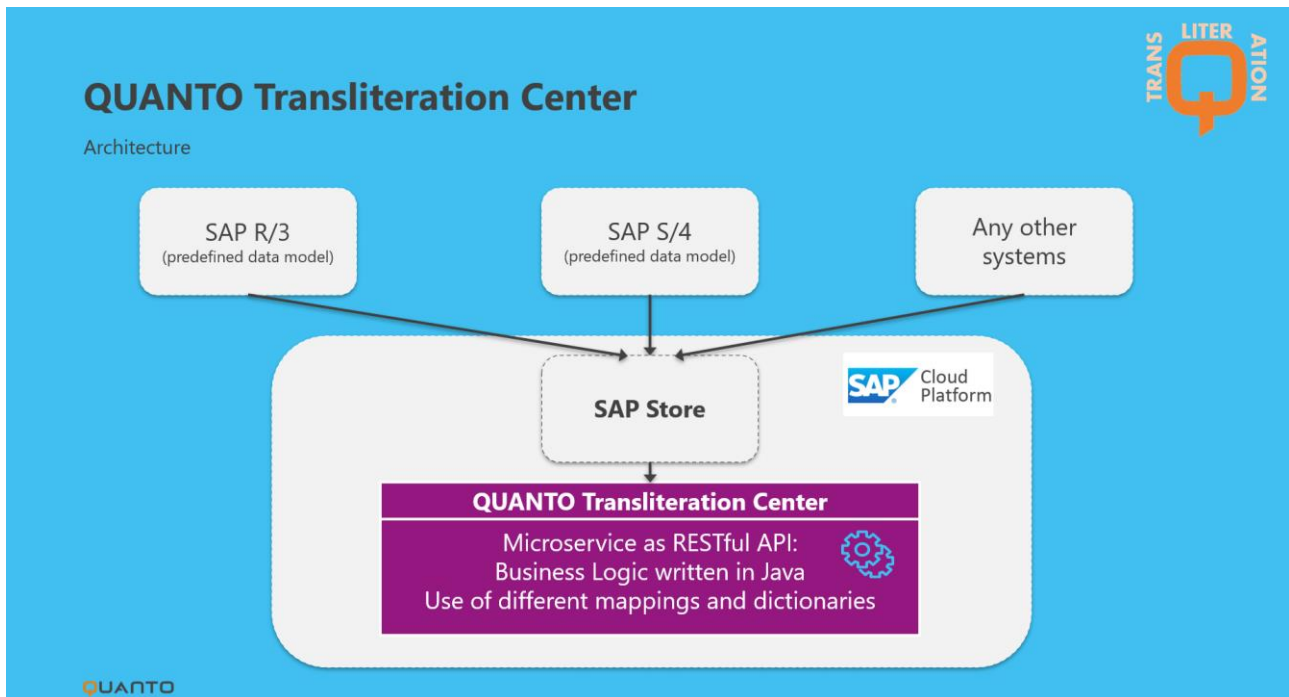 TRANS
LITER
ATION
QUANTO Transliteration Center
Architecture
SAP R/3
(predefined data model)
SAP S/4
(predefined data model)
Any other
systems
SAP Store
SAP
®
Cloud
Platform
QUANTO Transliteration Center
Microservice as RESTful API:
Business Logic written in Java
Use of different mappings and dictionaries
QUANTO